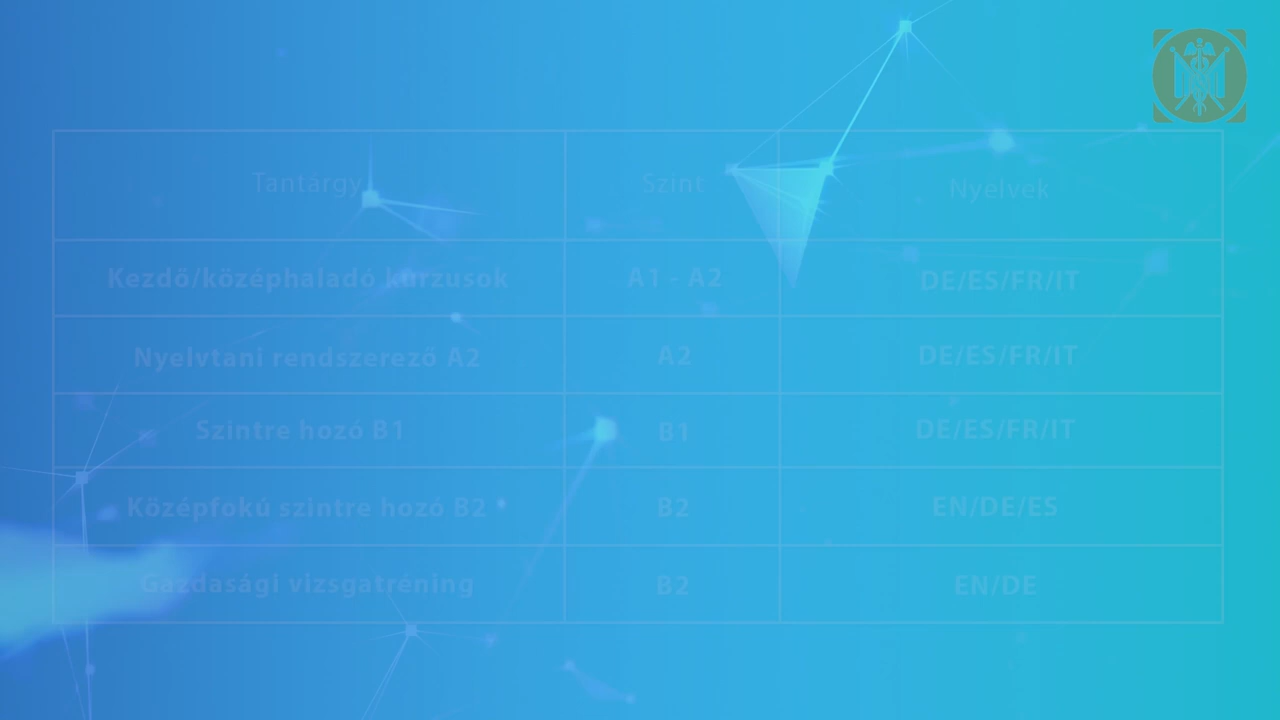 Tantárgy Szint Nyelvek
Kezdő/középhaladó kurzusok A1 - A2 DE/ES/FR/IT
Nyelvtani rendszerező A2 A2 DE/ES/FR/IT
Szintre hozó B1 B1 DE/ES/FR/IT
Középfokú szintre hozó B2 B2 EN/DE/ES
Gazdasági vizsgatréning B2 EN/DE